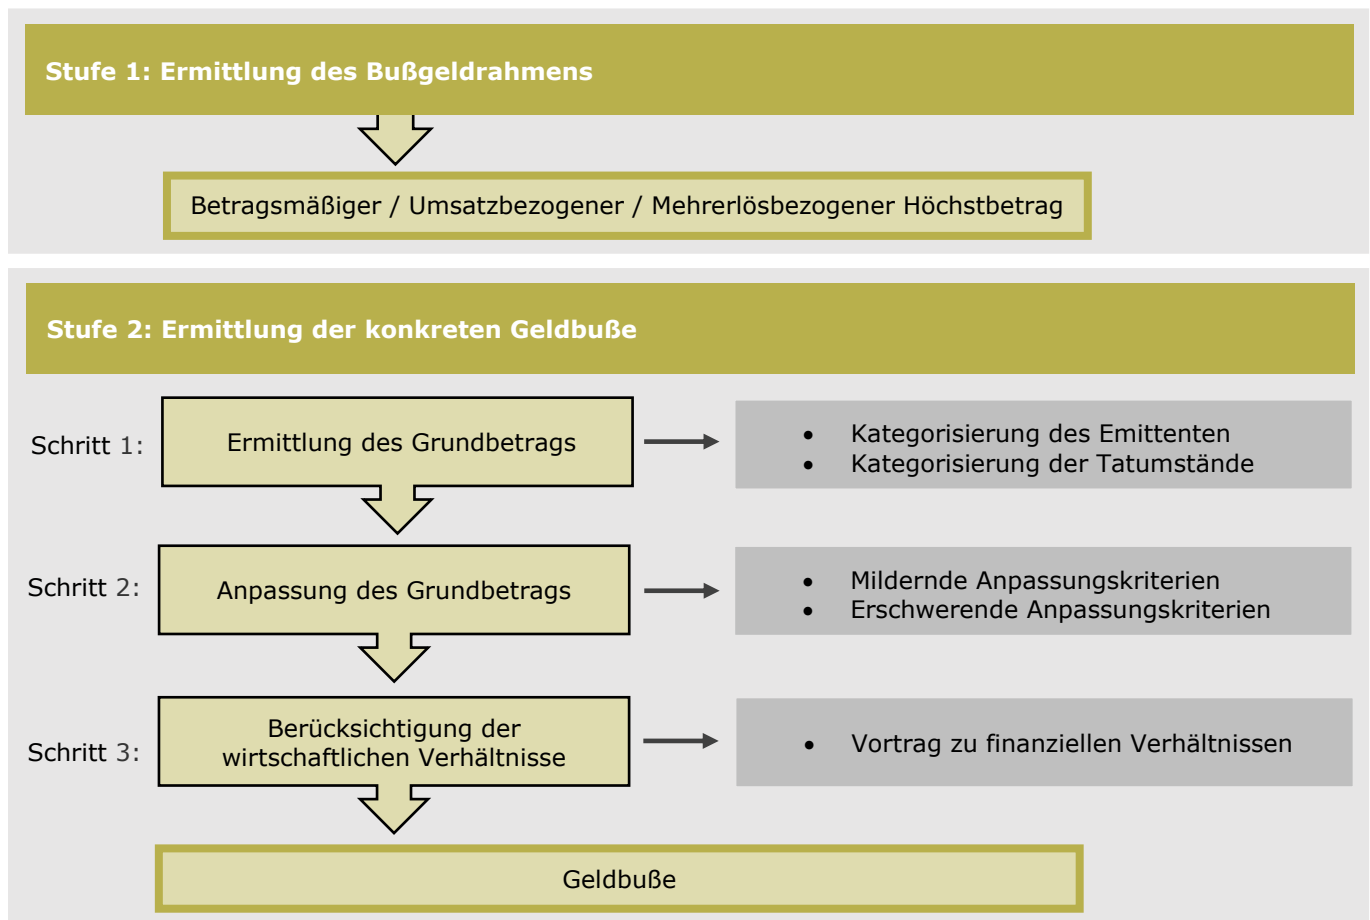 Stufe 1: Ermittlung des Bußgeldrahmens
Betragsmäßiger / Umsatzbezogener / Mehrerlösbezogener Höchstbetrag
Stufe 2: Ermittlung der konkreten Geldbuße
Schritt 1:
Ermittlung des Grundbetrags
• Kategorisierung des Emittenten
• Kategorisierung der Tatumstände
Schritt 2:
Anpassung des Grundbetrags
• Mildernde Anpassungskriterien
• Erschwerende Anpassungskriterien
Schritt 3:
Berücksichtigung der
wirtschaftlichen Verhältnisse
• Vortrag zu finanziellen Verhältnissen
Geldbuße